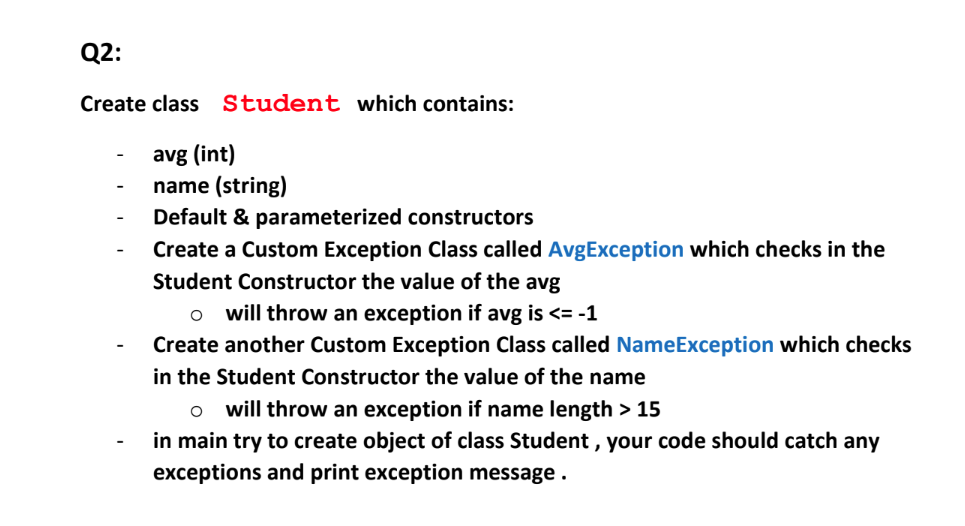 Q2:
Create class Student which contains:
- avg (int)
- name (string)
- Default & parameterized constructors
- Create a Custom Exception Class called AvgException which checks in the
Student Constructor the value of the avg
○ will throw an exception if avg is <= -1
- Create another Custom Exception Class called NameException which checks
in the Student Constructor the value of the name
○ will throw an exception if name length > 15
- in main try to create object of class Student , your code should catch any
exceptions and print exception message .